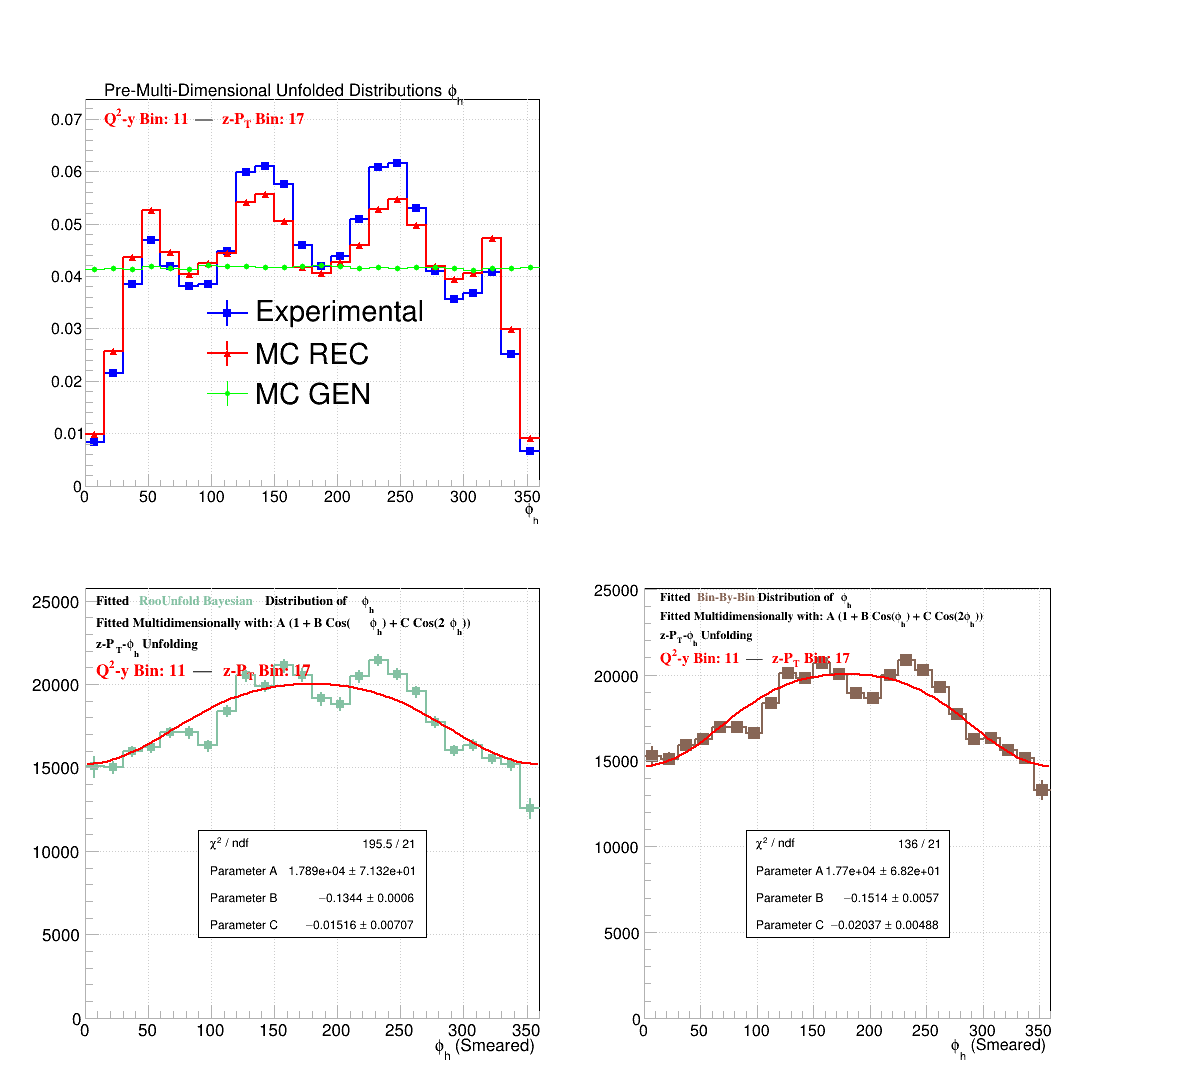 Pre-Multi-Dimensional Unfolded Distributions ϕh
Q²-y Bin: 11 — z-PT Bin: 17
0.07
0.06
0.05
0.04
0.03
0.02
0.01
0
Experimental
MC REC
MC GEN
0 50 100 150 200 250 300 350
ϕh
Fitted RooUnfold Bayesian Distribution of ϕh
Fitted Multidimensionally with: A (1 + B Cos( ϕh) + C Cos(2 ϕh))
z-PT-ϕh Unfolding
Q²-y Bin: 11 — z-PT Bin: 17
25000
20000
15000
10000
5000
0
χ² / ndf 195.5 / 21
Parameter A 1.789e+04 ± 7.132e+01
Parameter B −0.1344 ± 0.0006
Parameter C −0.01516 ± 0.00707
0 50 100 150 200 250 300 350
ϕh (Smeared)
Fitted Bin-By-Bin Distribution of ϕh
Fitted Multidimensionally with: A (1 + B Cos(ϕh) + C Cos(2ϕh))
z-PT-ϕh Unfolding
Q²-y Bin: 11 — z-PT Bin: 17
25000
20000
15000
10000
5000
0
χ² / ndf 136 / 21
Parameter A 1.77e+04 ± 6.82e+01
Parameter B −0.1514 ± 0.0057
Parameter C −0.02037 ± 0.00488
0 50 100 150 200 250 300 350
ϕh (Smeared)